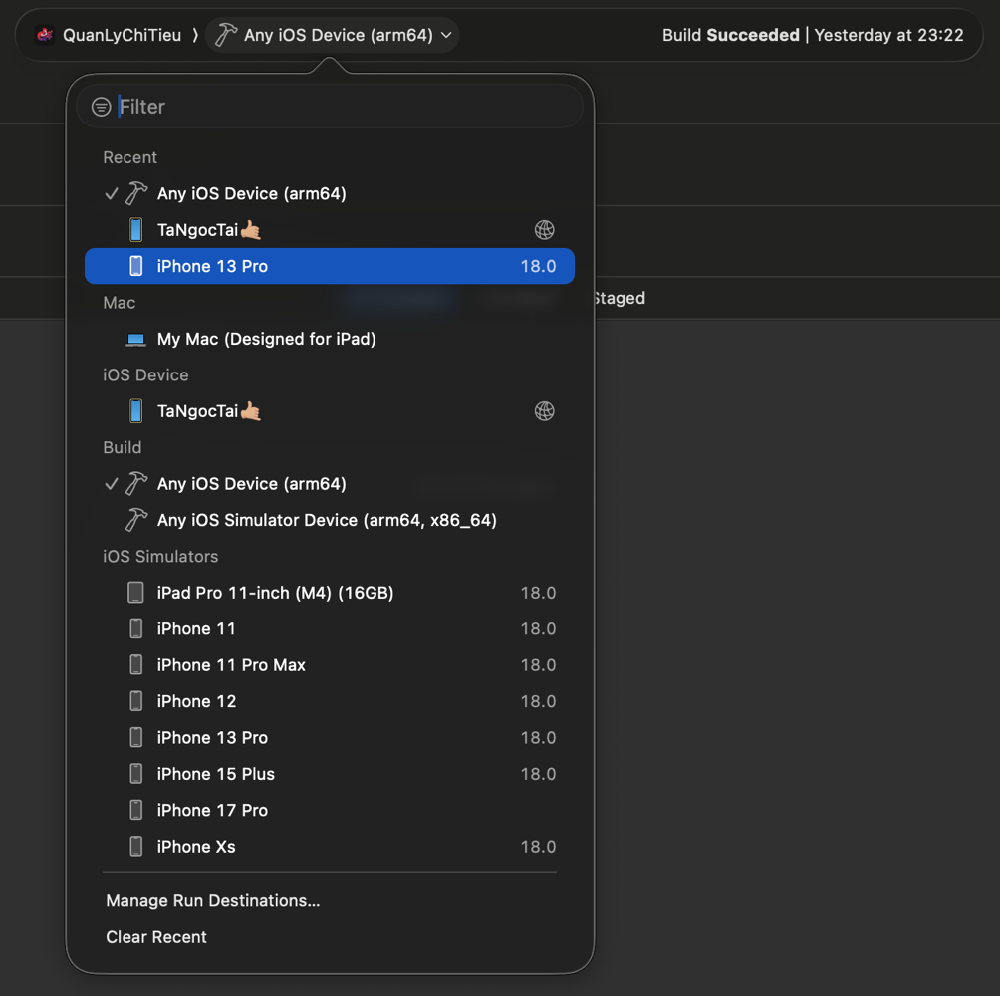 QuanLyChiTieu 〉 Any iOS Device (arm64) Build Succeeded | Yesterday at 23:22
Filter
Recent
Any iOS Device (arm64)
TaNgocTai🤙🏼
iPhone 13 Pro 18.0
Mac
Staged
My Mac (Designed for iPad)
iOS Device
TaNgocTai🤙🏼
Build
Any iOS Device (arm64)
Any iOS Simulator Device (arm64, x86_64)
iOS Simulators
iPad Pro 11-inch (M4) (16GB) 18.0
iPhone 11 18.0
iPhone 11 Pro Max 18.0
iPhone 12 18.0
iPhone 13 Pro 18.0
iPhone 15 Plus 18.0
iPhone 17 Pro
iPhone Xs 18.0
Manage Run Destinations...
Clear Recent